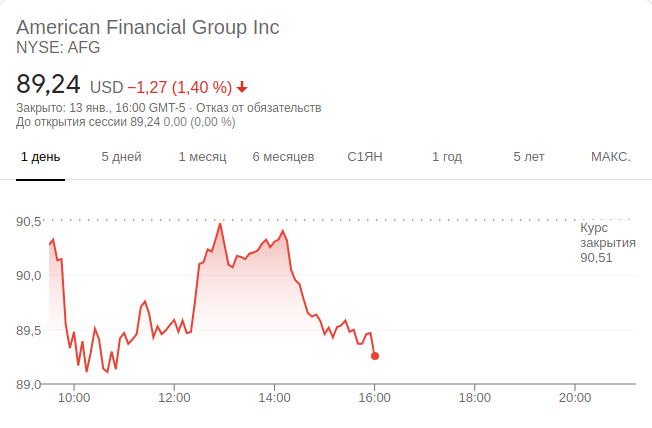 American Financial Group Inc
NYSE: AFG
89,24 USD −1,27 (1,40 %)
Закрыто: 13 янв., 16:00 GMT-5 · Отказ от обязательств
До открытия сессии 89,24 0,00 (0,00 %)
1 день 5 дней 1 месяц 6 месяцев С1ЯН 1 год 5 лет МАКС.
90,5
Курс
закрытия
90,51
90,0
89,5
89,0
10:00 12:00 14:00 16:00 18:00 20:00